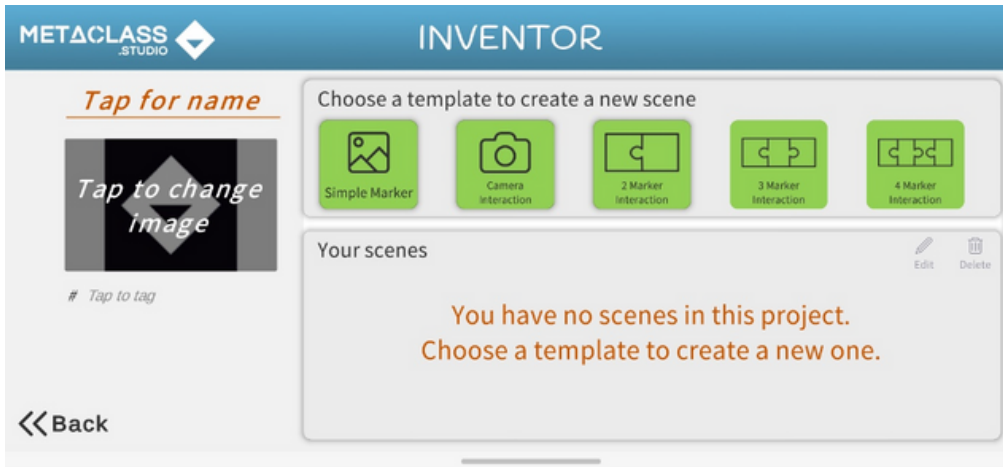 METACLASS
.STUDIO
INVENTOR
Tap for name
Tap to change
image
# Tap to tag
Back
Choose a template to create a new scene
Simple Marker
Camera
Interaction
2 Marker
Interaction
3 Marker
Interaction
4 Marker
Interaction
Your scenes
Edit
Delete
You have no scenes in this project.
Choose a template to create a new one.